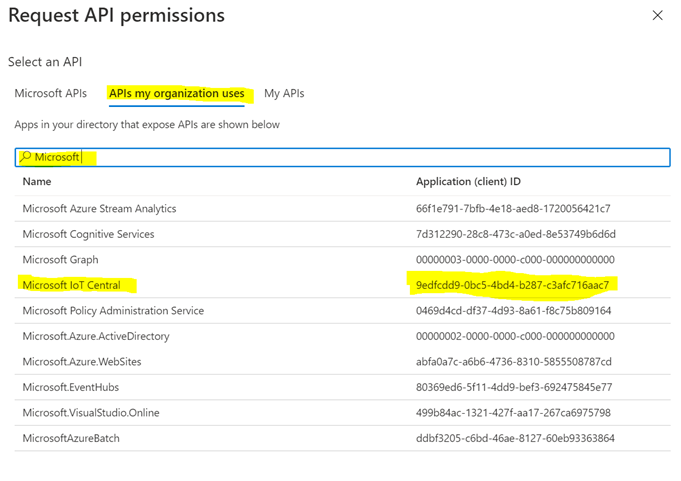 Request API permissions
Select an API
Microsoft APIs APIs my organization uses My APIs
Apps in your directory that expose APIs are shown below
Microsoft
Name Application (client) ID
Microsoft Azure Stream Analytics 66f1e791-7bfb-4e18-aed8-1720056421c7
Microsoft Cognitive Services 7d312290-28c8-473c-a0ed-8e53749b6d6d
Microsoft Graph 00000003-0000-0000-c000-000000000000
Microsoft IoT Central 9edfcdd9-0bc5-4bd4-b287-c3afc716aac7
Microsoft Policy Administration Service 0469d4cd-df37-4d93-8a61-f8c75b809164
Microsoft.Azure.ActiveDirectory 00000002-0000-0000-c000-000000000000
Microsoft.Azure.WebSites abfa0a7c-a6b6-4736-8310-5855508787cd
Microsoft.EventHubs 80369ed6-5f11-4dd9-bef3-692475845e77
Microsoft.VisualStudio.Online 499b84ac-1321-427f-aa17-267ca6975798
MicrosoftAzureBatch ddbf3205-c6bd-46ae-8127-60eb93363864